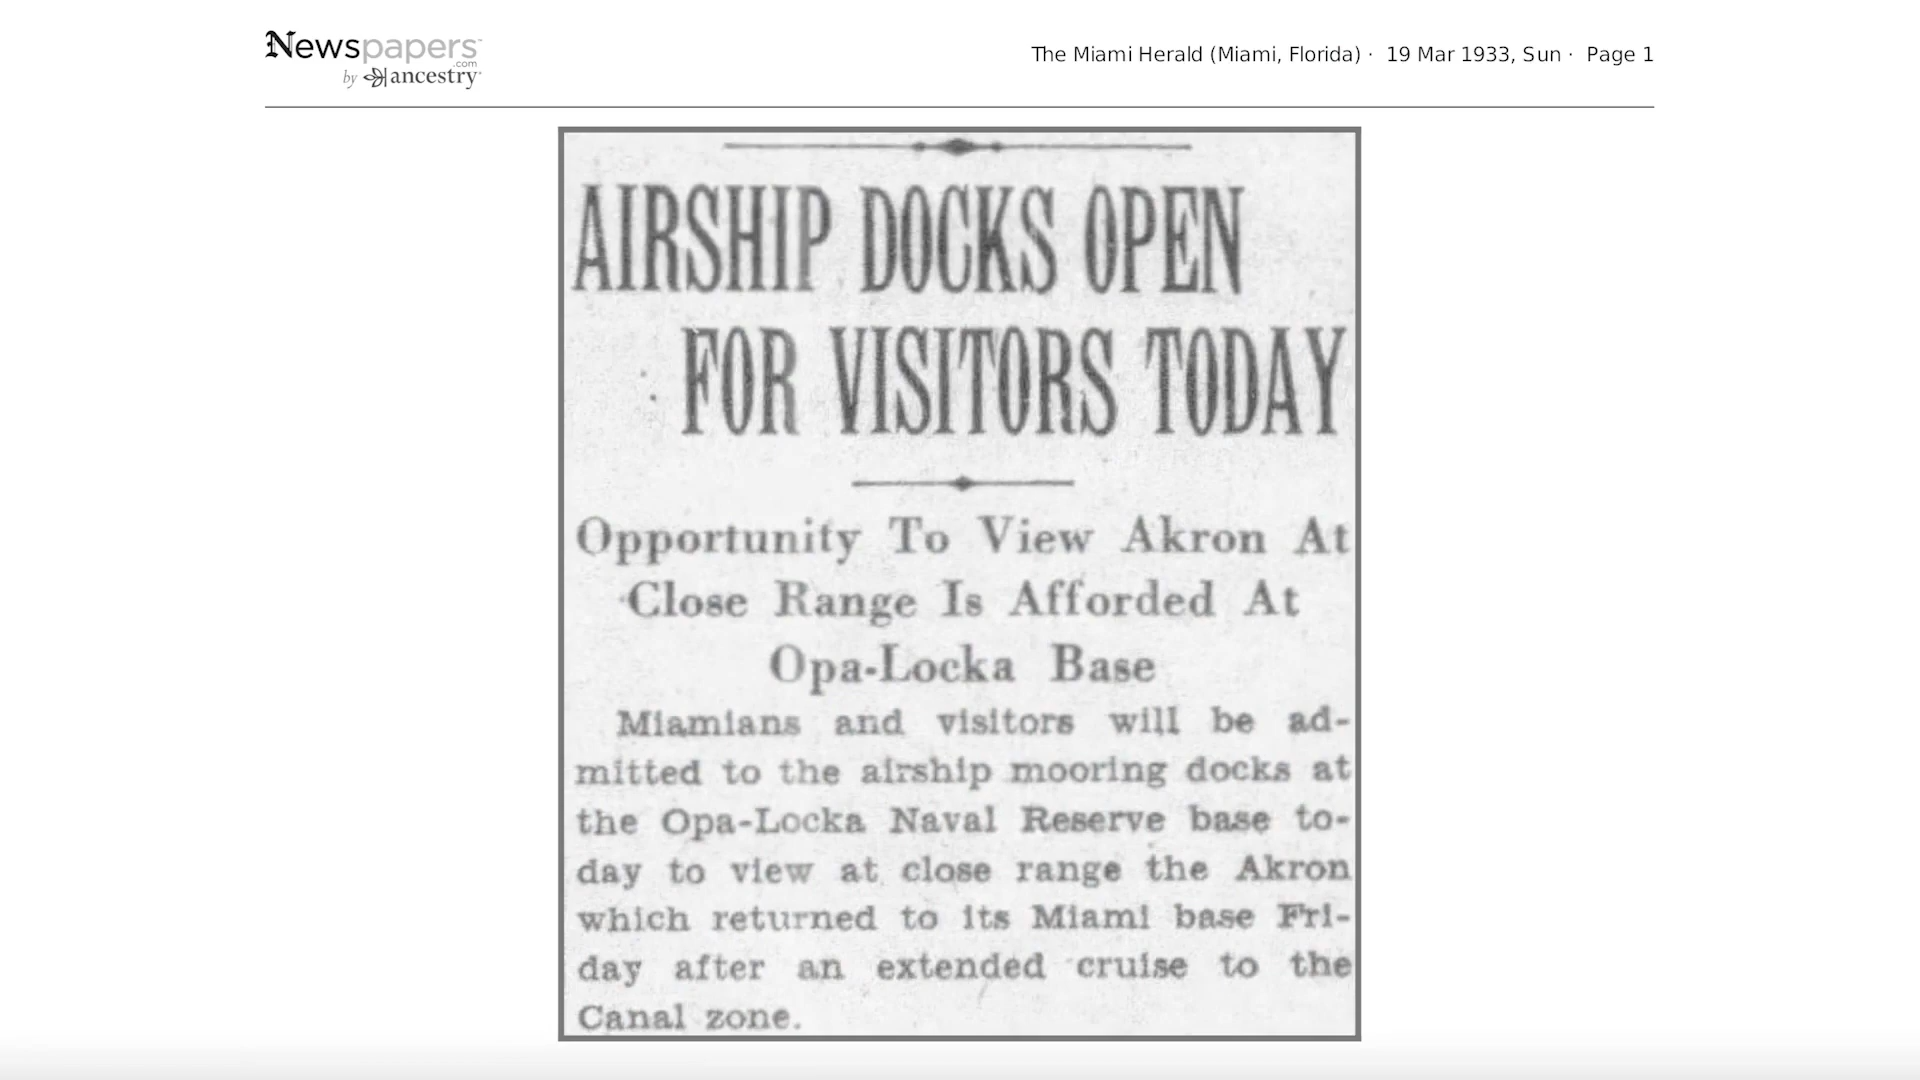 Newspapers™
.com
by ancestry
The Miami Herald (Miami, Florida) · 19 Mar 1933, Sun · Page 1
AIRSHIP DOCKS OPEN
FOR VISITORS TODAY
Opportunity To View Akron At
Close Range Is Afforded At
Opa-Locka Base
Miamians and visitors will be ad-
mitted to the airship mooring docks at
the Opa-Locka Naval Reserve base to-
day to view at close range the Akron
which returned to its Miami base Fri-
day after an extended cruise to the
Canal zone.